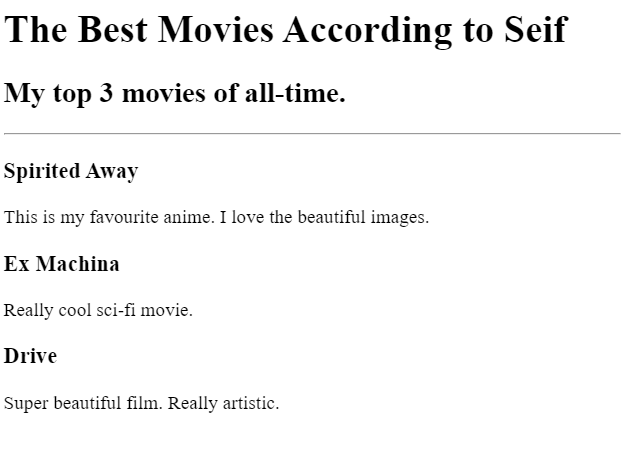 The Best Movies According to Seif
My top 3 movies of all-time.
Spirited Away
This is my favourite anime. I love the beautiful images.
Ex Machina
Really cool sci-fi movie.
Drive
Super beautiful film. Really artistic.